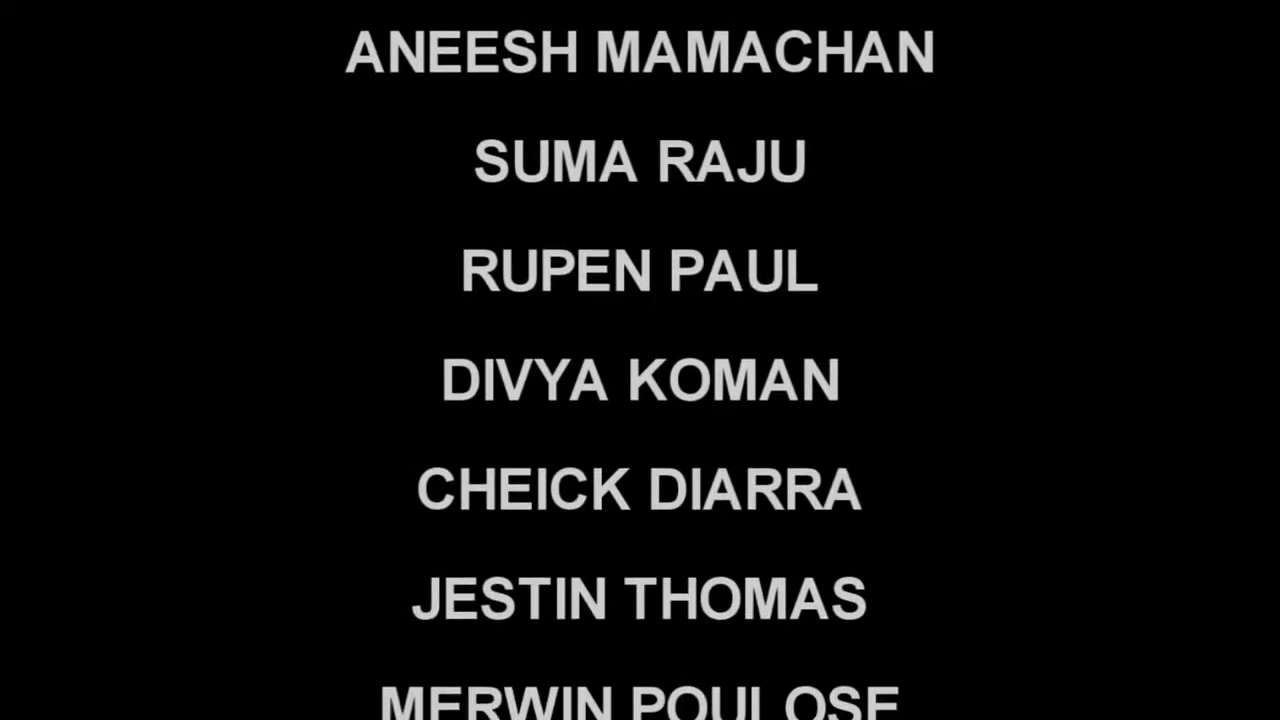 ANEESH MAMACHAN
SUMA RAJU
RUPEN PAUL
DIVYA KOMAN
CHEICK DIARRA
JESTIN THOMAS
MERWIN POULOSE